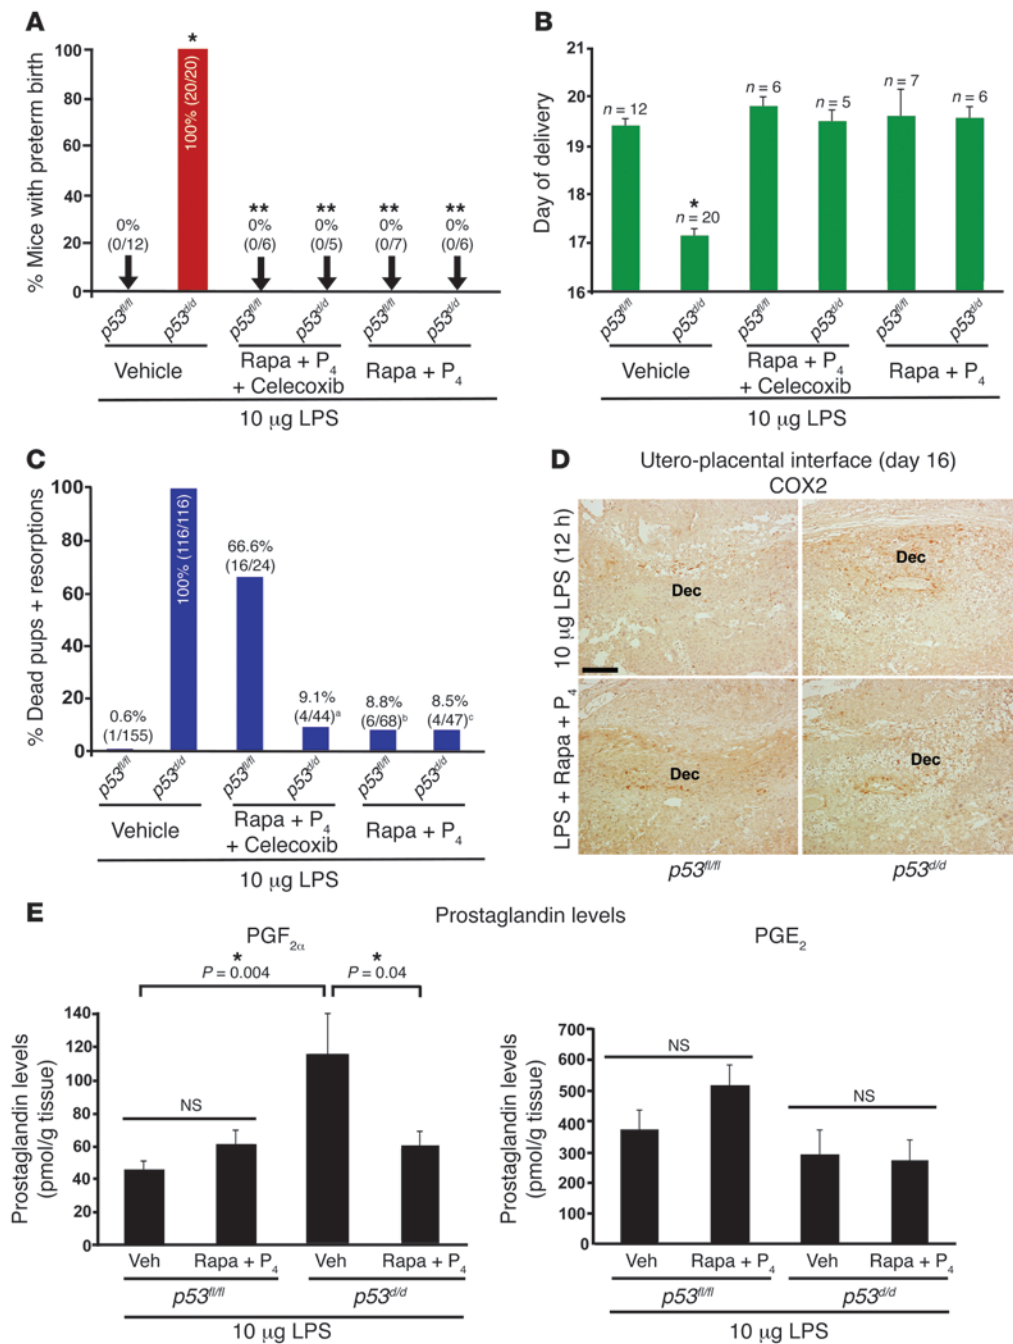 A
% Mice with preterm birth
100
80
60
40
20
0
*
100% (20/20)
0%
(0/12)
**
0%
(0/6)
**
0%
(0/5)
**
0%
(0/7)
**
0%
(0/6)
p53fl/fl
p53d/d
p53fl/fl
p53d/d
p53fl/fl
p53d/d
Vehicle
Rapa + P4
+ Celecoxib
Rapa + P4
10 µg LPS
B
Day of delivery
21
20
19
17
16
n = 12
*
n = 20
n = 6
n = 5
n = 7
n = 6
p53fl/fl
p53d/d
p53fl/fl
p53d/d
p53fl/fl
p53d/d
Vehicle
Rapa + P4
+ Celecoxib
Rapa + P4
10 µg LPS
C
% Dead pups + resorptions
100
80
60
40
20
0
0.6%
(1/155)
100% (116/116)
66.6%
(16/24)
9.1%
(4/44)a
8.8%
(6/68)b
8.5%
(4/47)c
p53fl/fl
p53d/d
p53fl/fl
p53d/d
p53fl/fl
p53d/d
Vehicle
Rapa + P4
+ Celecoxib
Rapa + P4
10 µg LPS
D
Utero-placental interface (day 16)
COX2
10 µg LPS (12 h)
Dec
Dec
LPS + Rapa + P4
Dec
Dec
p53fl/fl
p53d/d
E
Prostaglandin levels
PGF2α
*
P = 0.004
*
P = 0.04
Prostaglandin levels
(pmol/g tissue)
140
120
100
80
60
40
20
0
NS
Veh
Rapa + P4
Veh
Rapa + P4
p53fl/fl
p53d/d
10 µg LPS
PGE2
Prostaglandin levels
(pmol/g tissue)
700
600
500
400
300
200
100
0
NS
NS
Veh
Rapa + P4
Veh
Rapa + P4
p53fl/fl
p53d/d
10 µg LPS